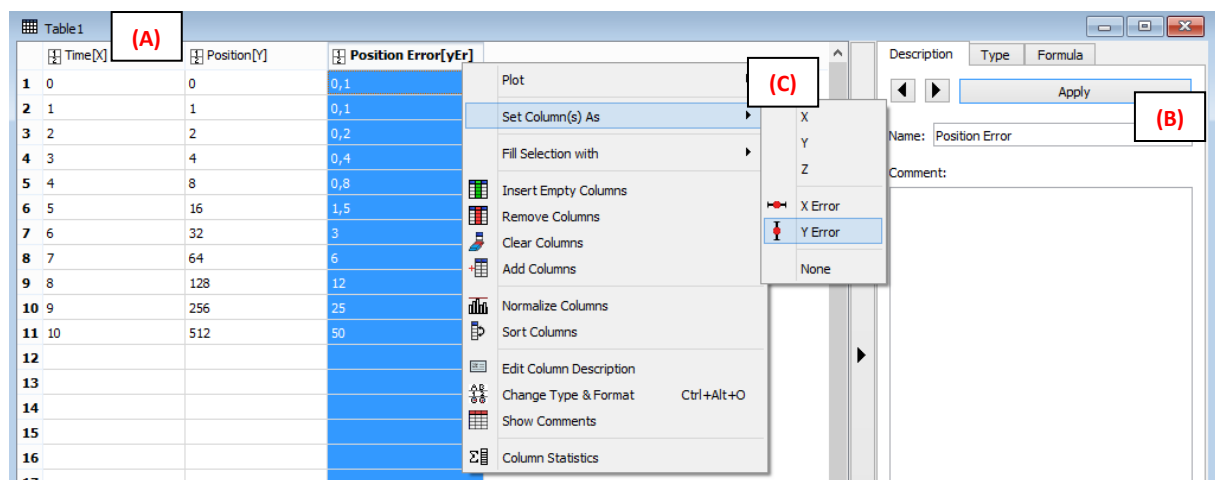 Table1
(A)
Time[X] Position[Y] Position Error[yEr]
1 0 0 0,1
2 1 1 0,1
3 2 2 0,2
4 3 4 0,4
5 4 8 0,8
6 5 16 1,5
7 6 32 3
8 7 64 6
9 8 128 12
10 9 256 25
11 10 512 50
12
13
14
15
16
Plot
Set Column(s) As
Fill Selection with
Insert Empty Columns
Remove Columns
Clear Columns
Add Columns
Normalize Columns
Sort Columns
Edit Column Description
Change Type & Format Ctrl+Alt+O
Show Comments
Column Statistics
(C)
X
Y
Z
X Error
Y Error
None
Description Type Formula
Apply
(B)
Name: Position Error
Comment: